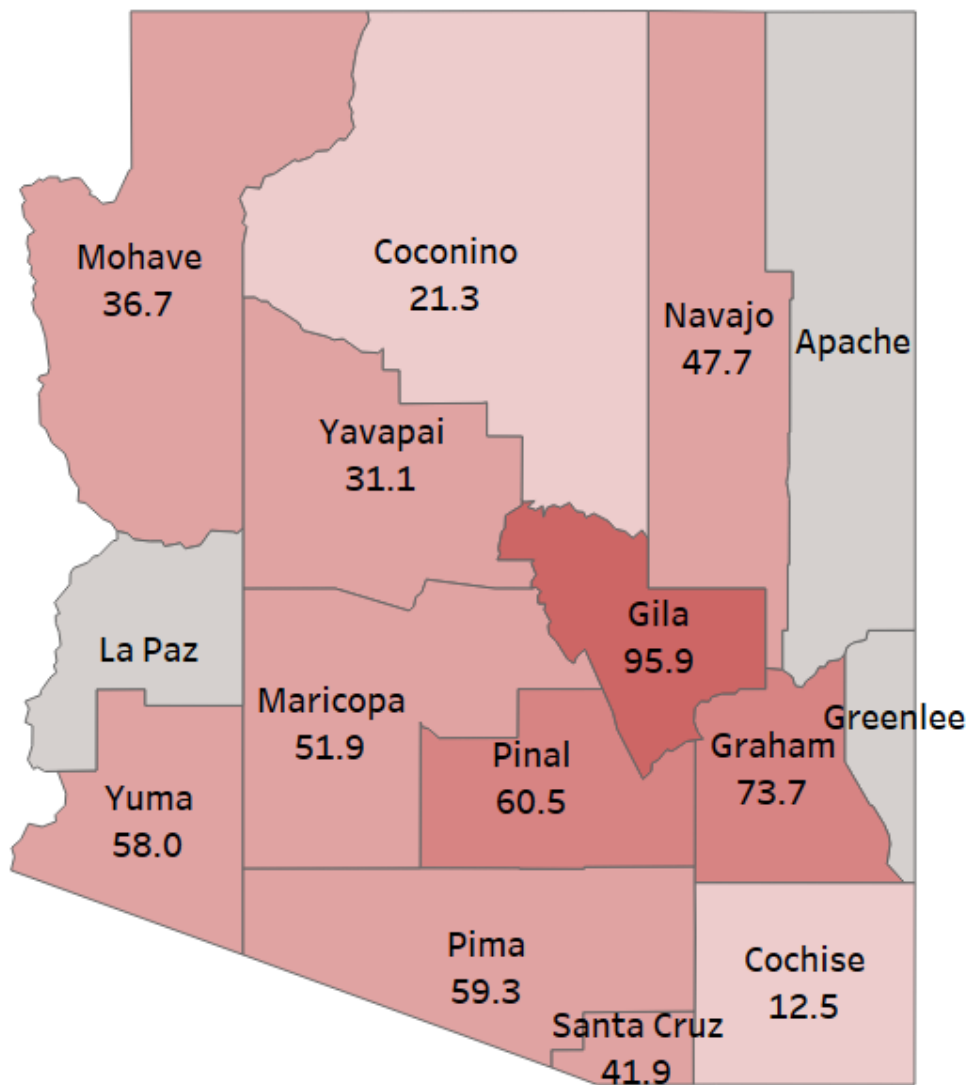 Mohave
36.7
Coconino
21.3
Navajo
47.7
Apache
Yavapai
31.1
Gila
95.9
La Paz
Maricopa
51.9
Pinal
60.5
Graham
73.7
Greenlee
Yuma
58.0
Pima
59.3
Cochise
12.5
Santa Cruz
41.9